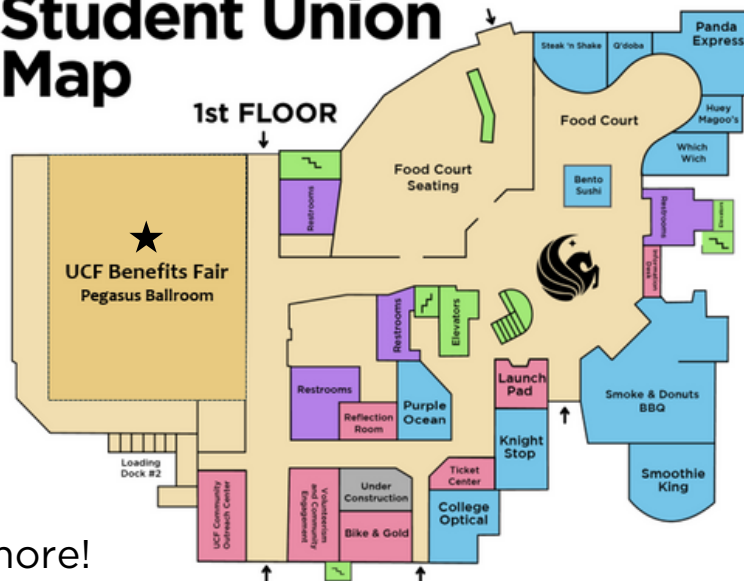 Student Union
Map
1st FLOOR
Steak 'n Shake
Q'doba
Panda
Express
Food Court
Huey
Magoo's
Which
Wich
Food Court
Seating
Bento
Sushi
Restrooms
Restrooms
Elevators
Information
Desk
UCF Benefits Fair
Pegasus Ballroom
Restrooms
Elevators
Restrooms
Reflection
Room
Purple
Ocean
Launch
Pad
Knight
Stop
Smoke & Donuts
BBQ
Smoothie
King
Loading
Dock #2
UCF Community
Outreach Center
Volunteerism
and Community
Engagement
Under
Construction
Bike & Gold
Ticket
Center
College
Optical
nore!